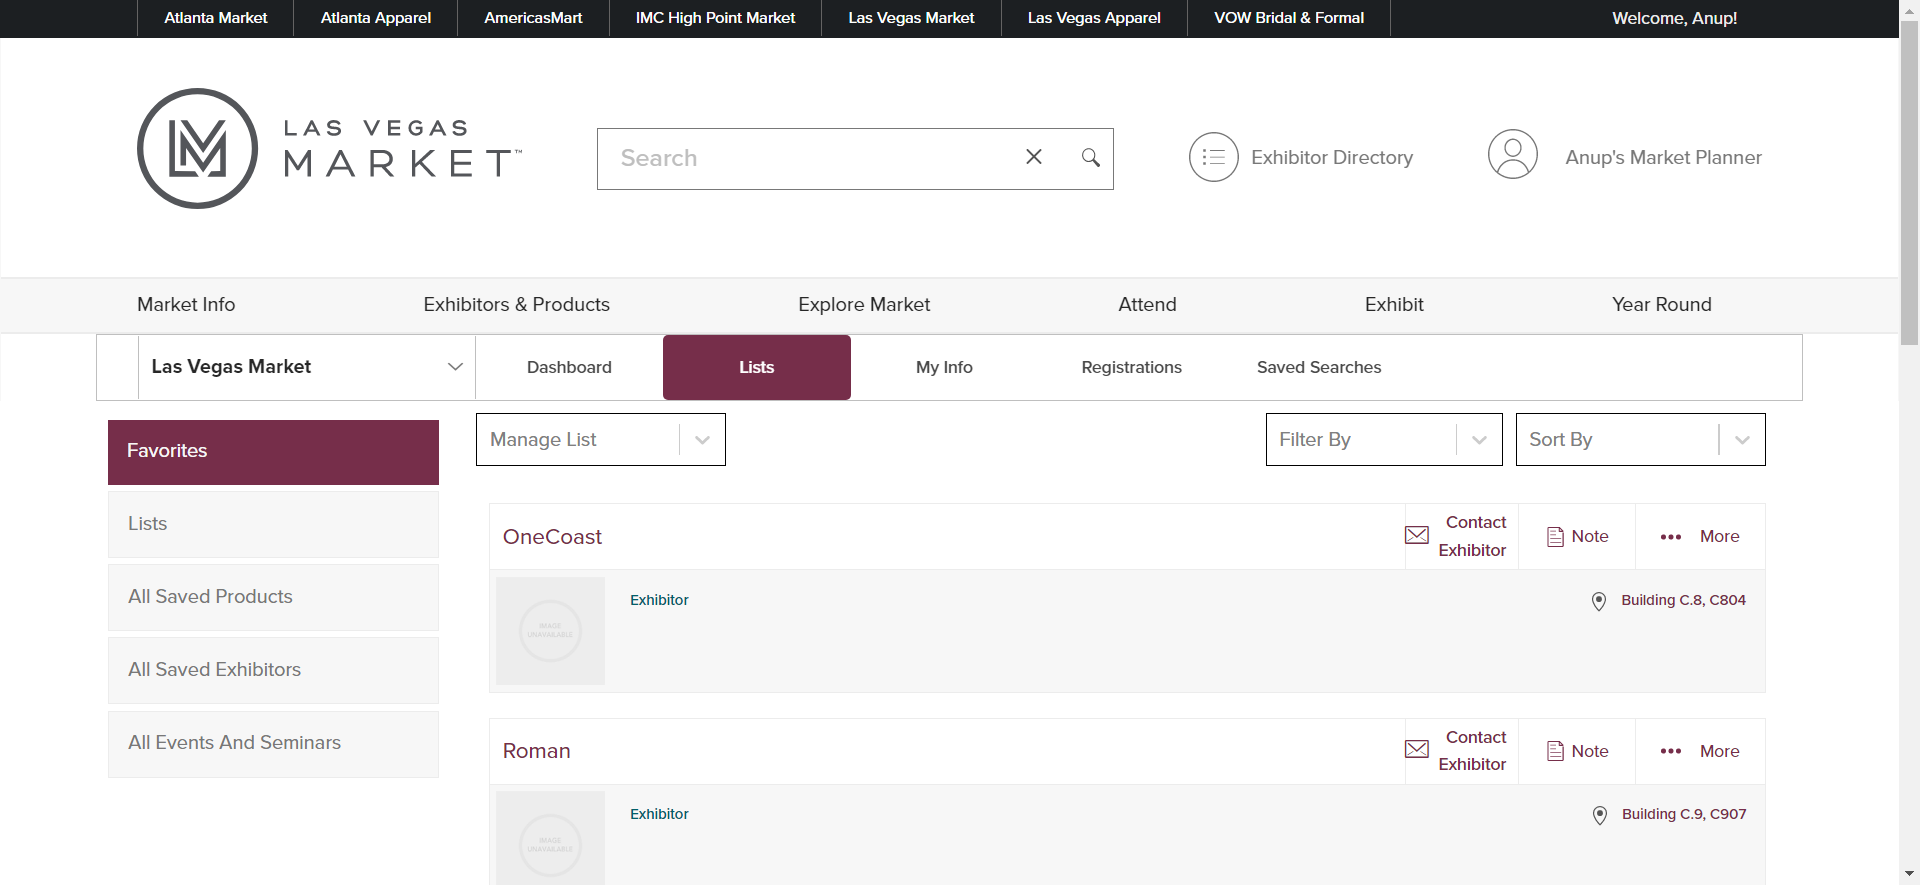 Atlanta Market
Atlanta Apparel
AmericasMart
IMC High Point Market
Las Vegas Market
Las Vegas Apparel
VOW Bridal & Formal
Welcome, Anup!
LAS VEGAS
MARKET™
Search
Exhibitor Directory
Anup's Market Planner
Market Info
Exhibitors & Products
Explore Market
Attend
Exhibit
Year Round
Las Vegas Market
Dashboard
Lists
My Info
Registrations
Saved Searches
Favorites
Lists
All Saved Products
All Saved Exhibitors
All Events And Seminars
Manage List
Filter By
Sort By
OneCoast
Contact
Exhibitor
Note
More
IMAGE
UNAVAILABLE
Exhibitor
Building C.8, C804
Roman
Contact
Exhibitor
Note
More
IMAGE
UNAVAILABLE
Exhibitor
Building C.9, C907